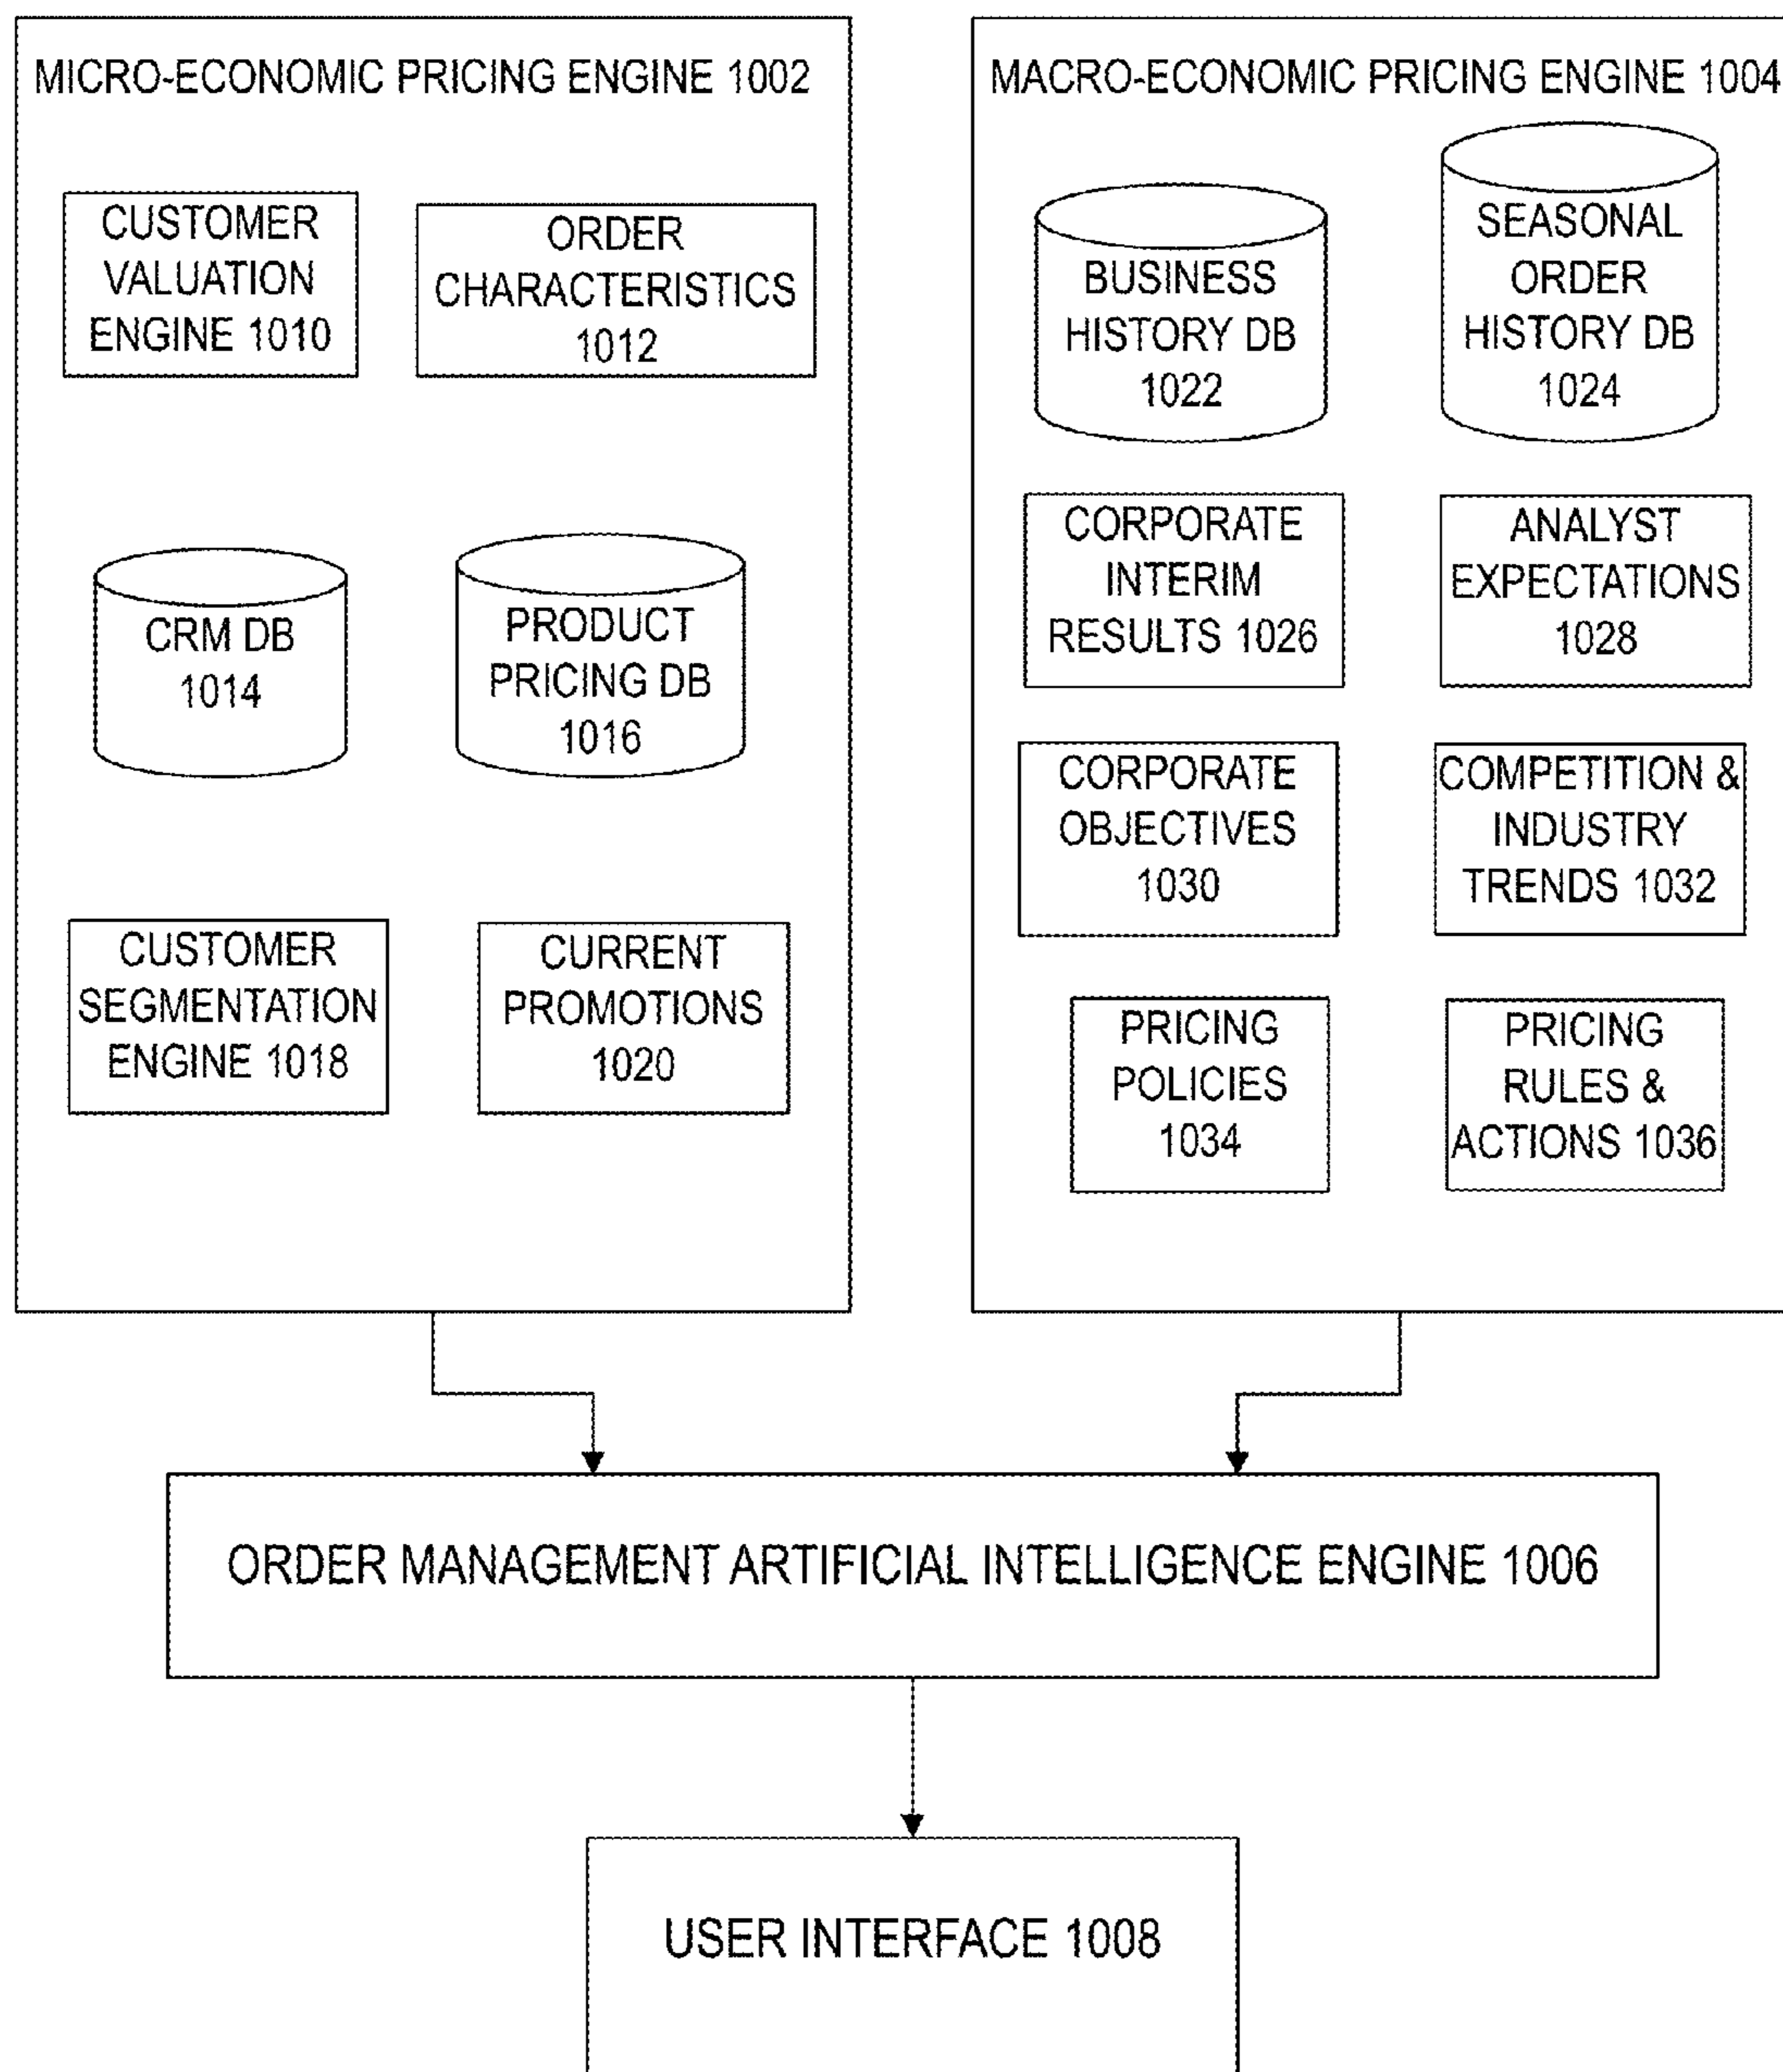 MICRO-ECONOMIC PRICING ENGINE 1002
CUSTOMER
VALUATION
ENGINE 1010
ORDER
CHARACTERISTICS
1012
CRM DB
1014
PRODUCT
PRICING DB
1016
CUSTOMER
SEGMENTATION
ENGINE 1018
CURRENT
PROMOTIONS
1020
MACRO-ECONOMIC PRICING ENGINE 1004
BUSINESS
HISTORY DB
1022
SEASONAL
ORDER
HISTORY DB
1024
CORPORATE
INTERIM
RESULTS 1026
ANALYST
EXPECTATIONS
1028
CORPORATE
OBJECTIVES
1030
COMPETITION &
INDUSTRY
TRENDS 1032
PRICING
POLICIES
1034
PRICING
RULES &
ACTIONS 1036
ORDER MANAGEMENT ARTIFICIAL INTELLIGENCE ENGINE 1006
USER INTERFACE 1008